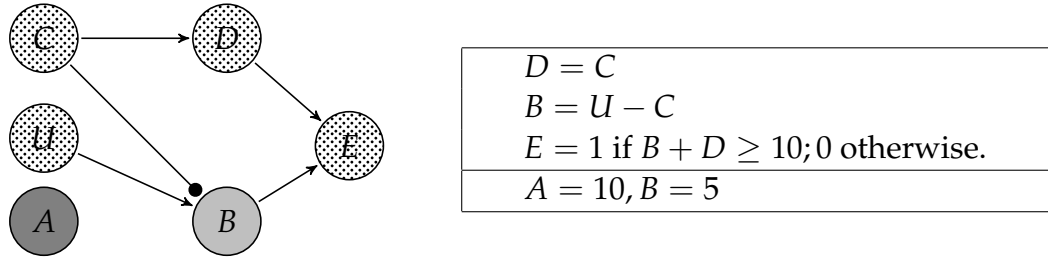 C
D
U
E
A
B
D = C
B = U − C
E = 1 if B + D ≥ 10; 0 otherwise.
A = 10, B = 5